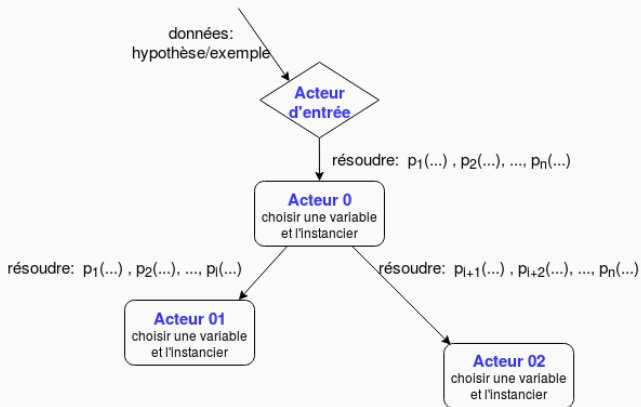 données:
hypothèse/exemple
Acteur
d'entrée
résoudre: p₁(...) , p₂(...), ..., pₙ(...)
Acteur 0
choisir une variable
et l'instancier
résoudre: p₁(...) , p₂(...), ..., pᵢ(...)
résoudre: pᵢ₊₁(...) , pᵢ₊₂(...), ..., pₙ(...)
Acteur 01
choisir une variable
et l'instancier
Acteur 02
choisir une variable
et l'instancier